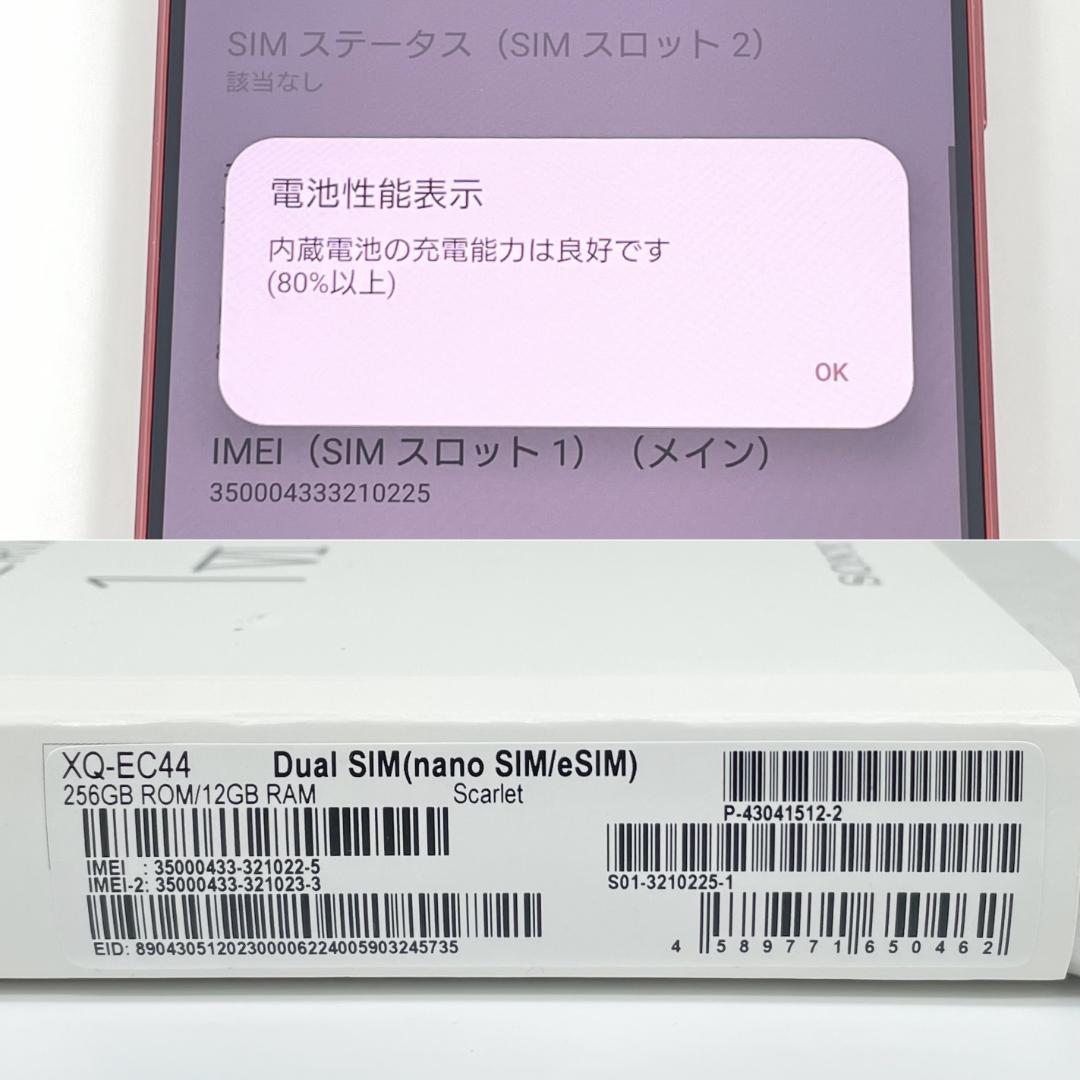 SIM ステータス（SIM スロット 2）
該当なし
電池性能表示
内蔵電池の充電能力は良好です
(80%以上)
OK
IMEI（SIM スロット 1）（メイン）
350004333210225
1 VI
SONY
XQ-EC44 Dual SIM(nano SIM/eSIM)
256GB ROM/12GB RAM Scarlet
P-43041512-2
IMEI : 35000433-321022-5
IMEI-2: 35000433-321023-3
S01-3210225-1
EID: 89043051202300006224005903245735
4 589771 650462